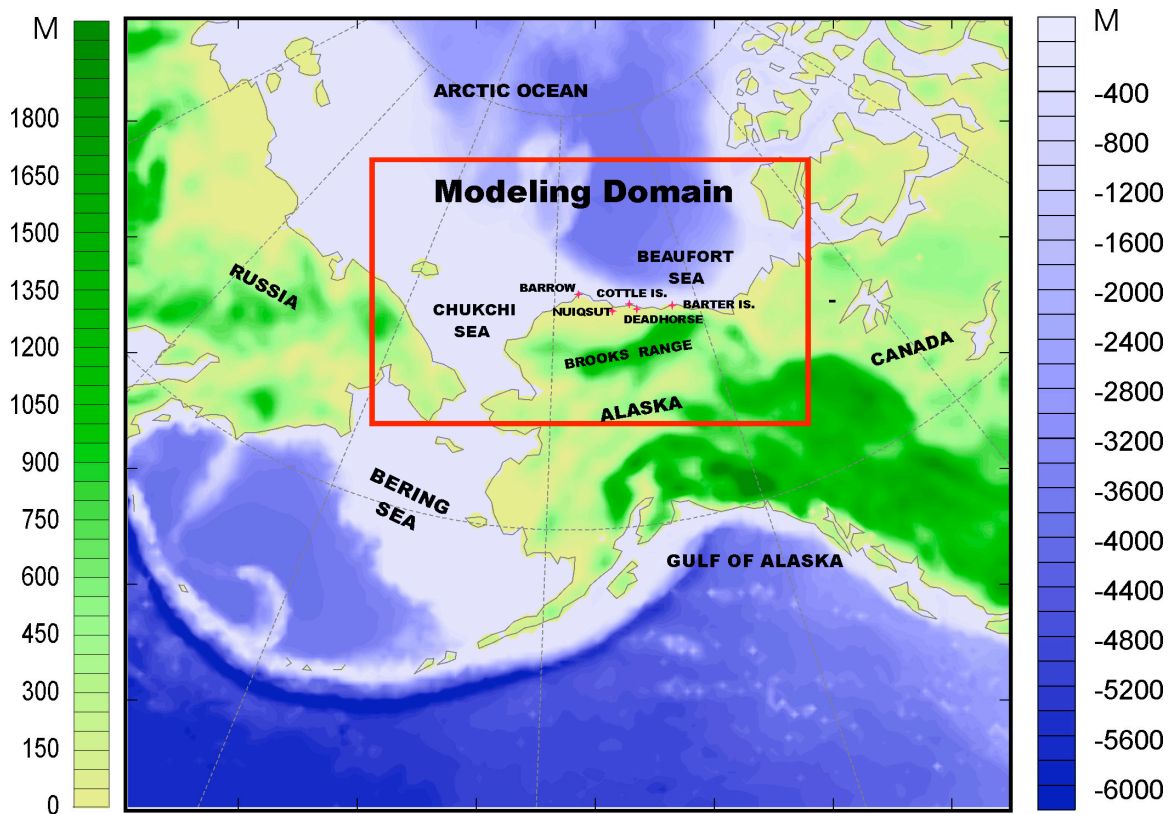 M
1800
1650
1500
1350
1200
1050
900
750
600
450
300
150
0
ARCTIC OCEAN
Modeling Domain
BEAUFORT
SEA
RUSSIA
BARROW
COTTLE IS.
BARTER IS.
CHUKCHI
SEA
NUIQSUT
DEADHORSE
BROOKS RANGE
CANADA
ALASKA
BERING
SEA
GULF OF ALASKA
M
-400
-800
-1200
-1600
-2000
-2400
-2800
-3200
-3600
-4000
-4400
-4800
-5200
-5600
-6000